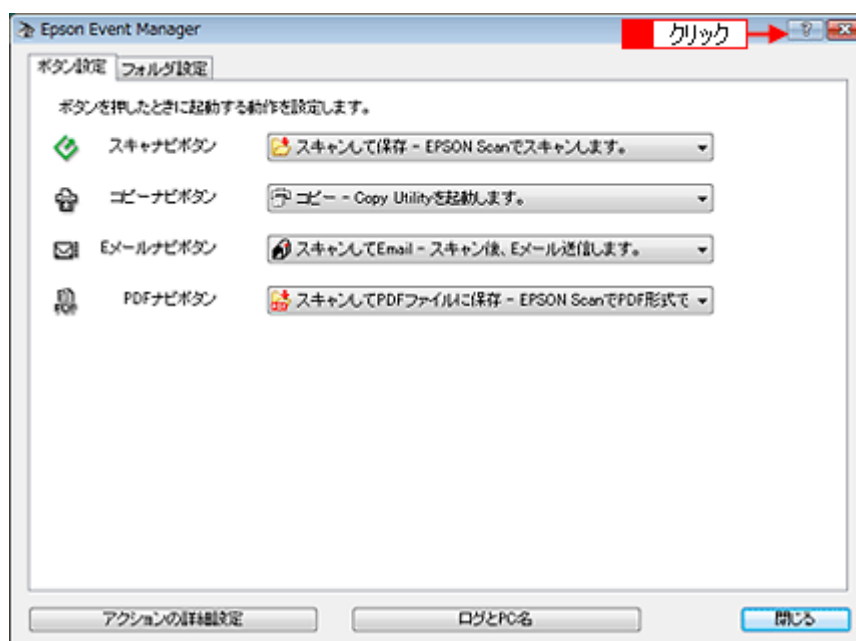 Epson Event Manager
クリック
ボタン設定 フォルダ設定
ボタンを押したときに起動する動作を設定します。
スキャナビボタン スキャンして保存 - EPSON Scanでスキャンします。
コピーナビボタン コピー - Copy Utilityを起動します。
Eメールナビボタン スキャンしてEmail - スキャン後、Eメール送信します。
PDFナビボタン スキャンしてPDFファイルに保存 - EPSON ScanでPDF形式で
アクションの詳細設定 ログとPC名 閉じる